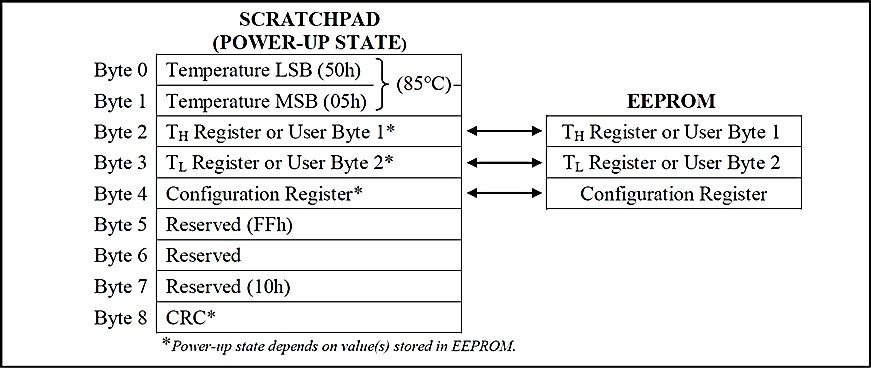 SCRATCHPAD
(POWER-UP STATE)
Byte 0 Temperature LSB (50h)
(85°C)
Byte 1 Temperature MSB (05h)
EEPROM
Byte 2 TH Register or User Byte 1* TH Register or User Byte 1
Byte 3 TL Register or User Byte 2* TL Register or User Byte 2
Byte 4 Configuration Register* Configuration Register
Byte 5 Reserved (FFh)
Byte 6 Reserved
Byte 7 Reserved (10h)
Byte 8 CRC*
*Power-up state depends on value(s) stored in EEPROM.